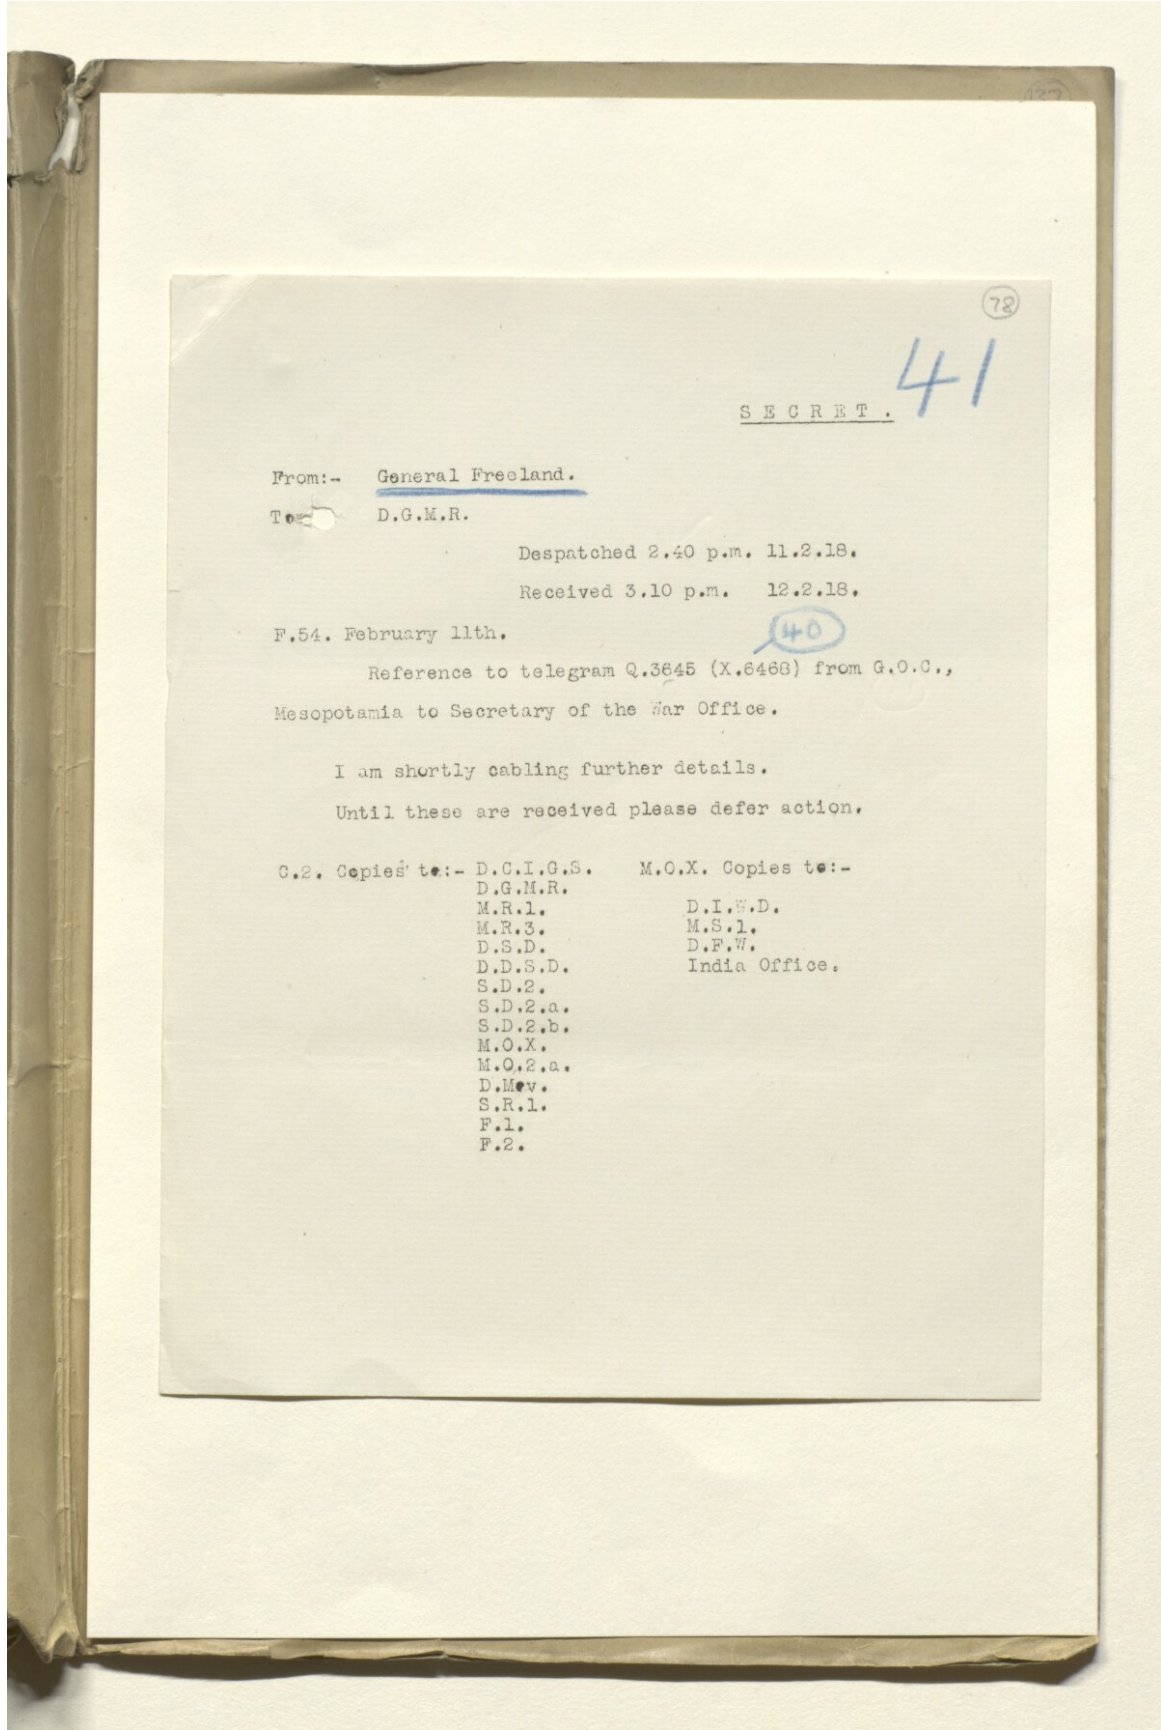 137
78
41
S E C R E T .
From:- General Freeland.
To D.G.M.R.
Despatched 2.40 p.m. 11.2.18.
Received 3.10 p.m. 12.2.18.
40
F.54. February 11th.
Reference to telegram Q.3645 (X.6468) from G.O.C.,
Mesopotamia to Secretary of the War Office.
I am shortly cabling further details.
Until these are received please defer action.
C.2. Copies to:- D.C.I.G.S.
D.G.M.R.
M.R.1.
M.R.3.
D.S.D.
D.D.S.D.
S.D.2.
S.D.2.a.
S.D.2.b.
M.O.X.
M.O.2.a.
D.Mov.
S.R.1.
F.1.
F.2.
M.O.X. Copies to:-
D.I.W.D.
M.S.1.
D.F.W.
India Office.